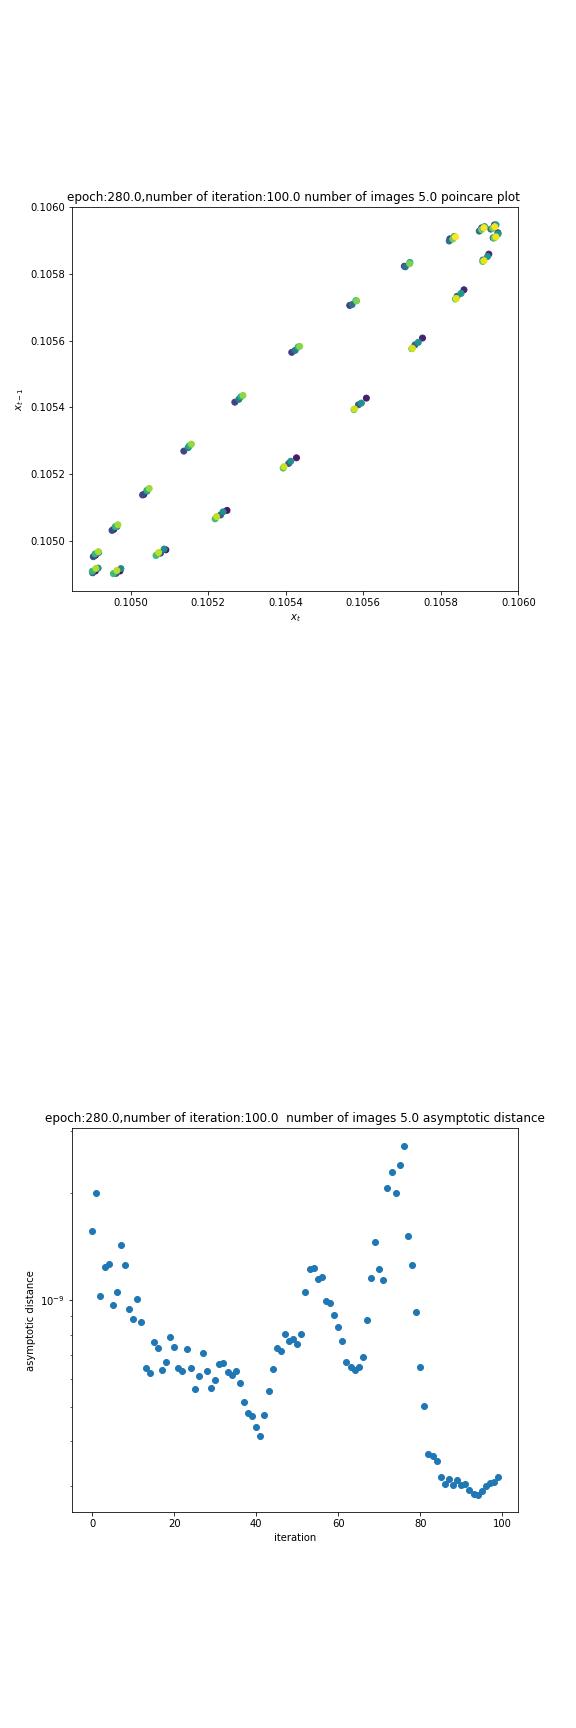 epoch:280.0,number of iteration:100.0 number of images 5.0 poincare plot
0.1060
0.1058
0.1056
0.1054
0.1052
0.1050
x_{t-1}
0.1050 0.1052 0.1054 0.1056 0.1058 0.1060
x_t
epoch:280.0,number of iteration:100.0  number of images 5.0 asymptotic distance
10⁻⁹
asymptotic distance
0 20 40 60 80 100
iteration